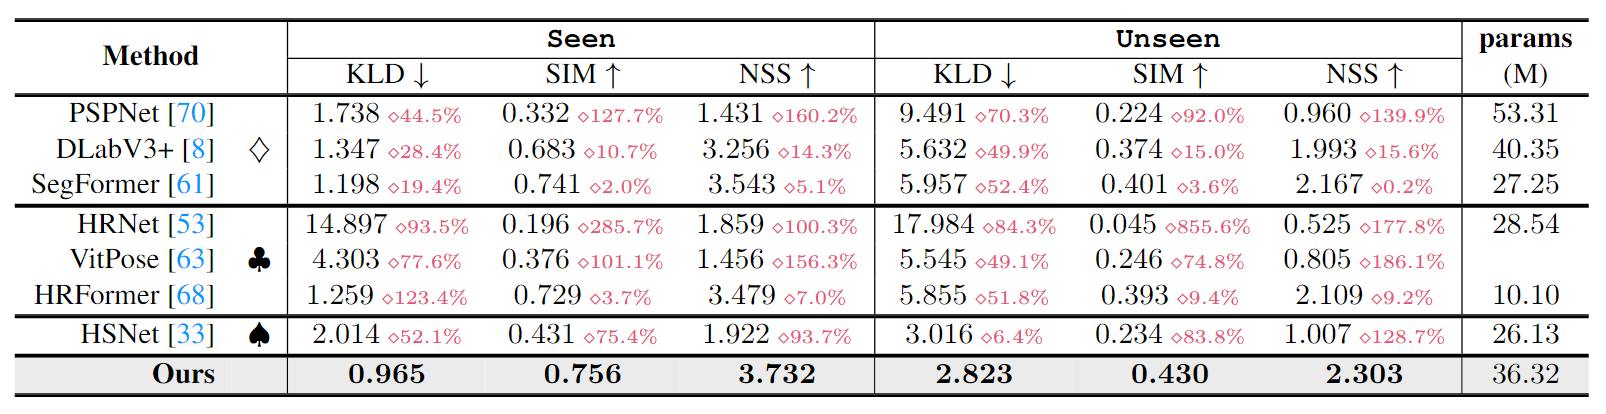 Method Seen Unseen params
KLD ↓ SIM ↑ NSS ↑ KLD ↓ SIM ↑ NSS ↑ (M)
PSPNet [70] 1.738 ⋄44.5% 0.332 ⋄127.7% 1.431 ⋄160.2% 9.491 ⋄70.3% 0.224 ⋄92.0% 0.960 ⋄139.9% 53.31
DLabV3+ [8] ♢ 1.347 ⋄28.4% 0.683 ⋄10.7% 3.256 ⋄14.3% 5.632 ⋄49.9% 0.374 ⋄15.0% 1.993 ⋄15.6% 40.35
SegFormer [61] 1.198 ⋄19.4% 0.741 ⋄2.0% 3.543 ⋄5.1% 5.957 ⋄52.4% 0.401 ⋄3.6% 2.167 ⋄0.2% 27.25
HRNet [53] 14.897 ⋄93.5% 0.196 ⋄285.7% 1.859 ⋄100.3% 17.984 ⋄84.3% 0.045 ⋄855.6% 0.525 ⋄177.8% 28.54
VitPose [63] ♣ 4.303 ⋄77.6% 0.376 ⋄101.1% 1.456 ⋄156.3% 5.545 ⋄49.1% 0.246 ⋄74.8% 0.805 ⋄186.1%
HRFormer [68] 1.259 ⋄123.4% 0.729 ⋄3.7% 3.479 ⋄7.0% 5.855 ⋄51.8% 0.393 ⋄9.4% 2.109 ⋄9.2% 10.10
HSNet [33] ♠ 2.014 ⋄52.1% 0.431 ⋄75.4% 1.922 ⋄93.7% 3.016 ⋄6.4% 0.234 ⋄83.8% 1.007 ⋄128.7% 26.13
Ours 0.965 0.756 3.732 2.823 0.430 2.303 36.32